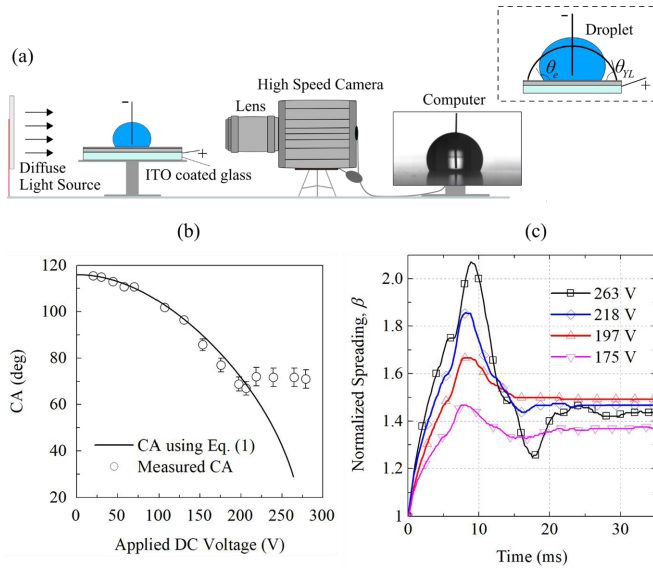 (a)
-
Droplet
θe
θYL
+
High Speed Camera
Lens
Computer
-
+
Diffuse
Light Source
ITO coated glass
(b)
(c)
120
100
80
60
40
20
0 50 100 150 200 250 300
CA (deg)
Applied DC Voltage (V)
CA using Eq. (1)
Measured CA
2.0
1.8
1.6
1.4
1.2
1
0 10 20 30
Normalized Spreading, β
Time (ms)
263 V
218 V
197 V
175 V